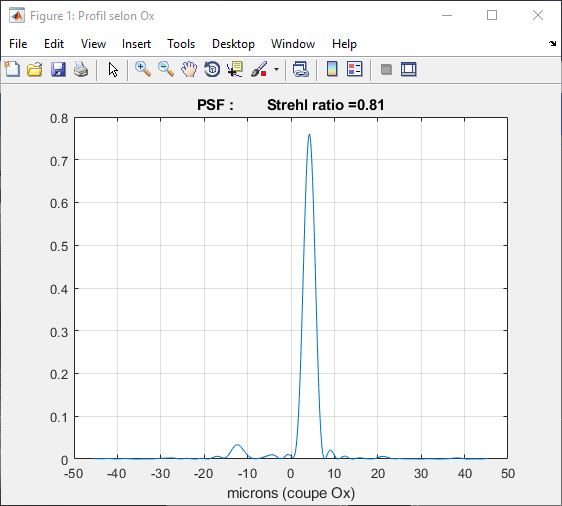 Figure 1: Profil selon Ox
File Edit View Insert Tools Desktop Window Help
PSF : Strehl ratio =0.81
0.8
0.7
0.6
0.5
0.4
0.3
0.2
0.1
0
-50 -40 -30 -20 -10 0 10 20 30 40 50
microns (coupe Ox)